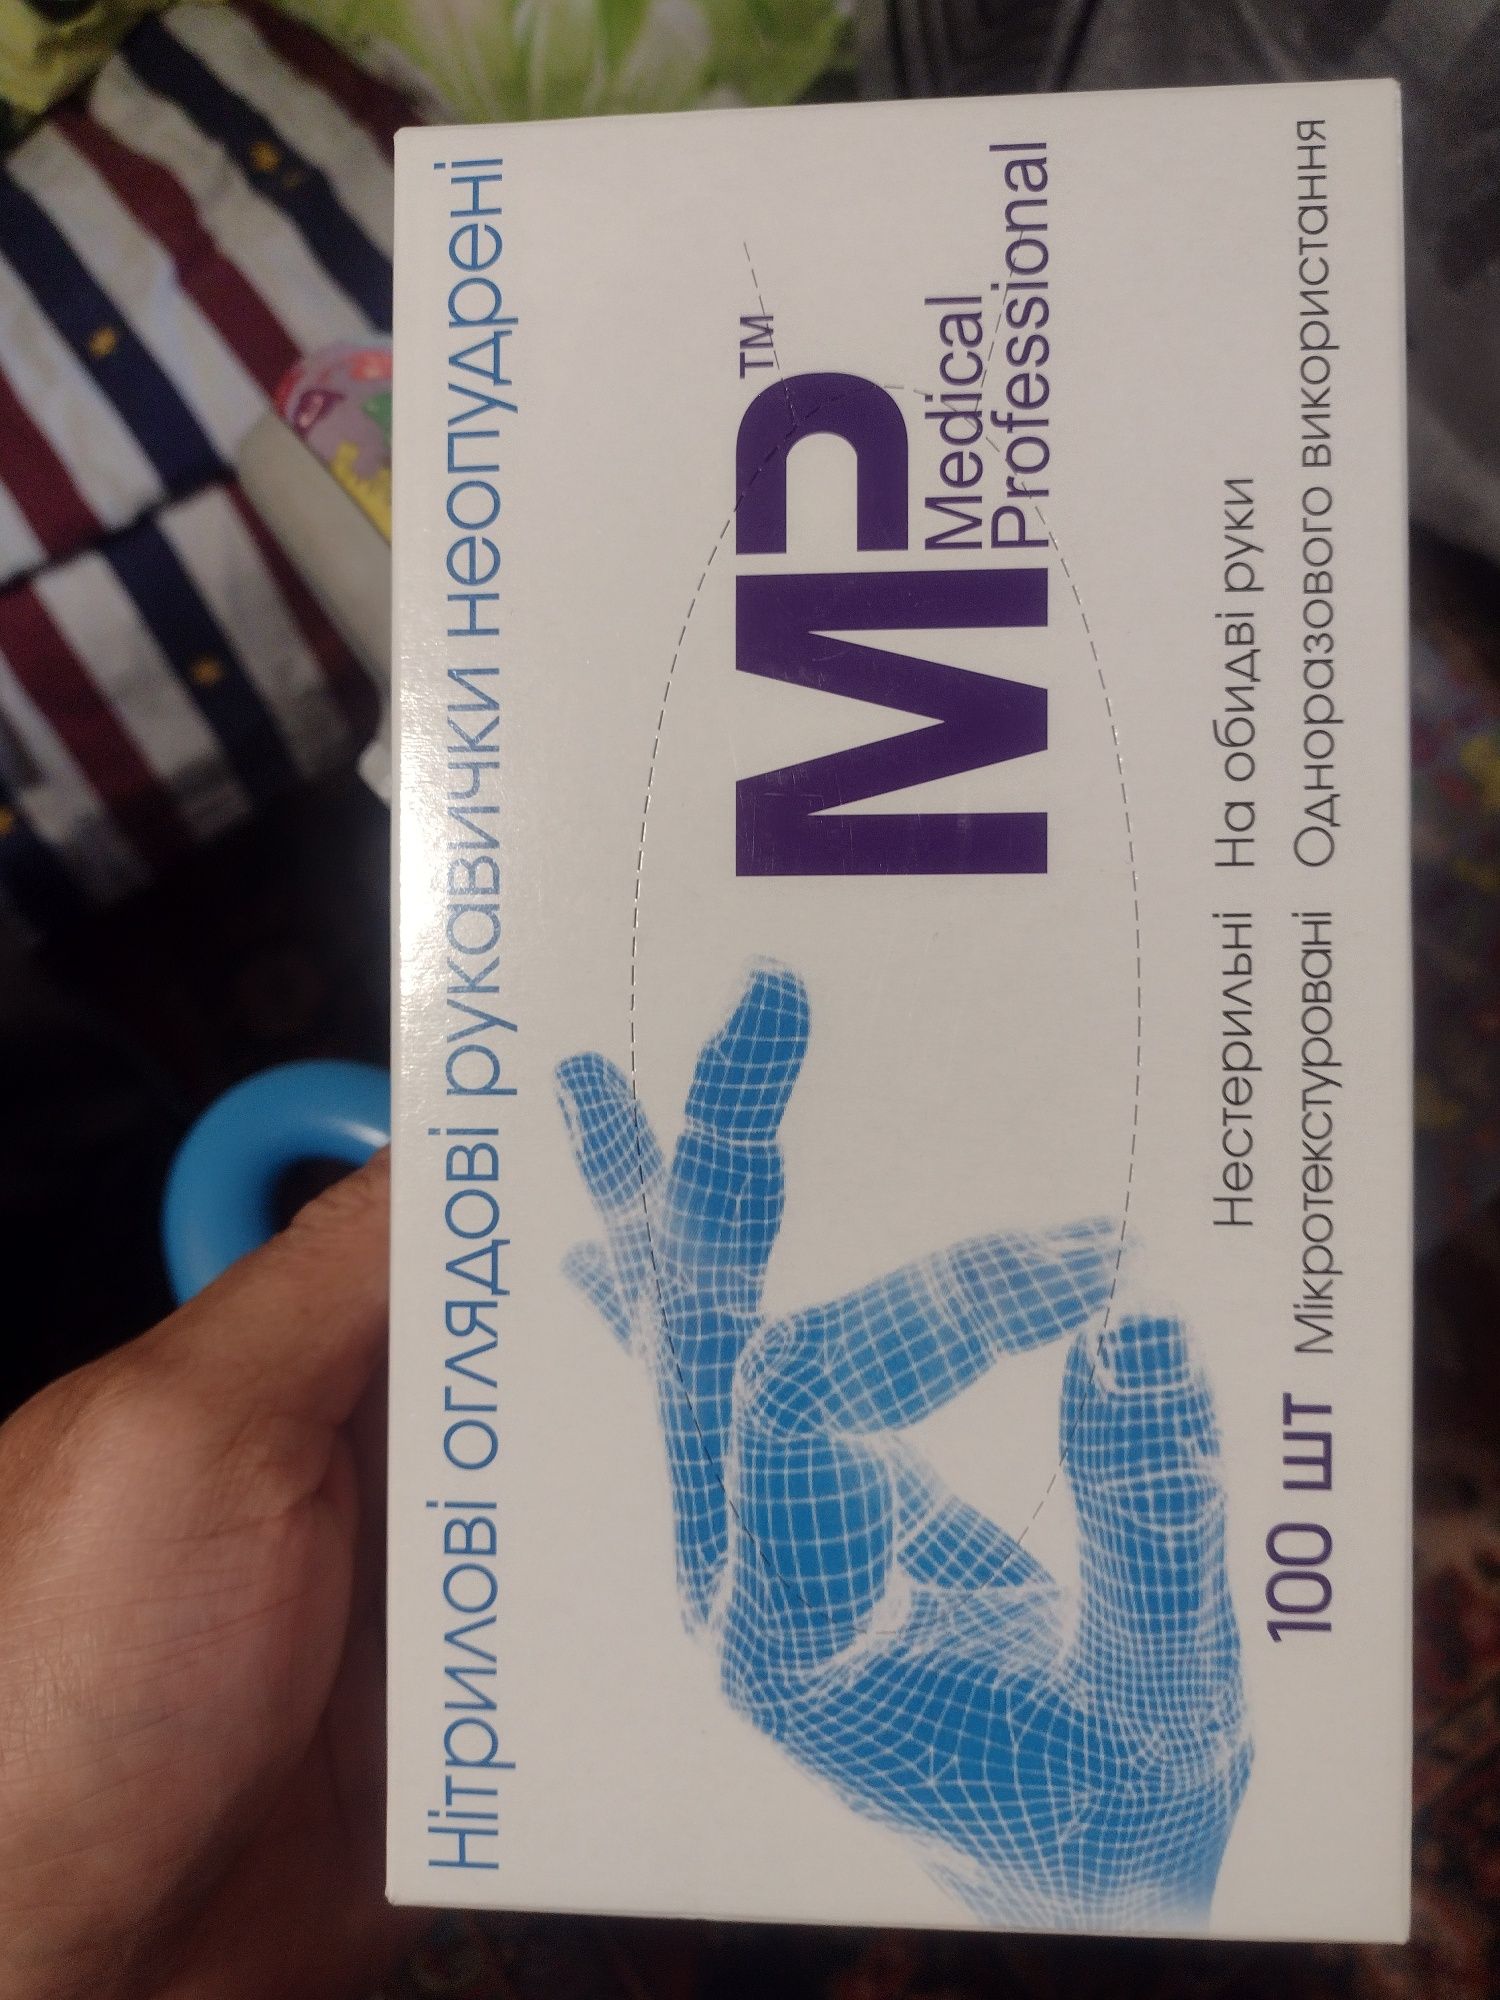 Нітрилові оглядові рукавички неопудрені
MP™
Medical
Professional
Нестерильні На обидві руки
100 шт Мікротекстуровані Одноразового використання